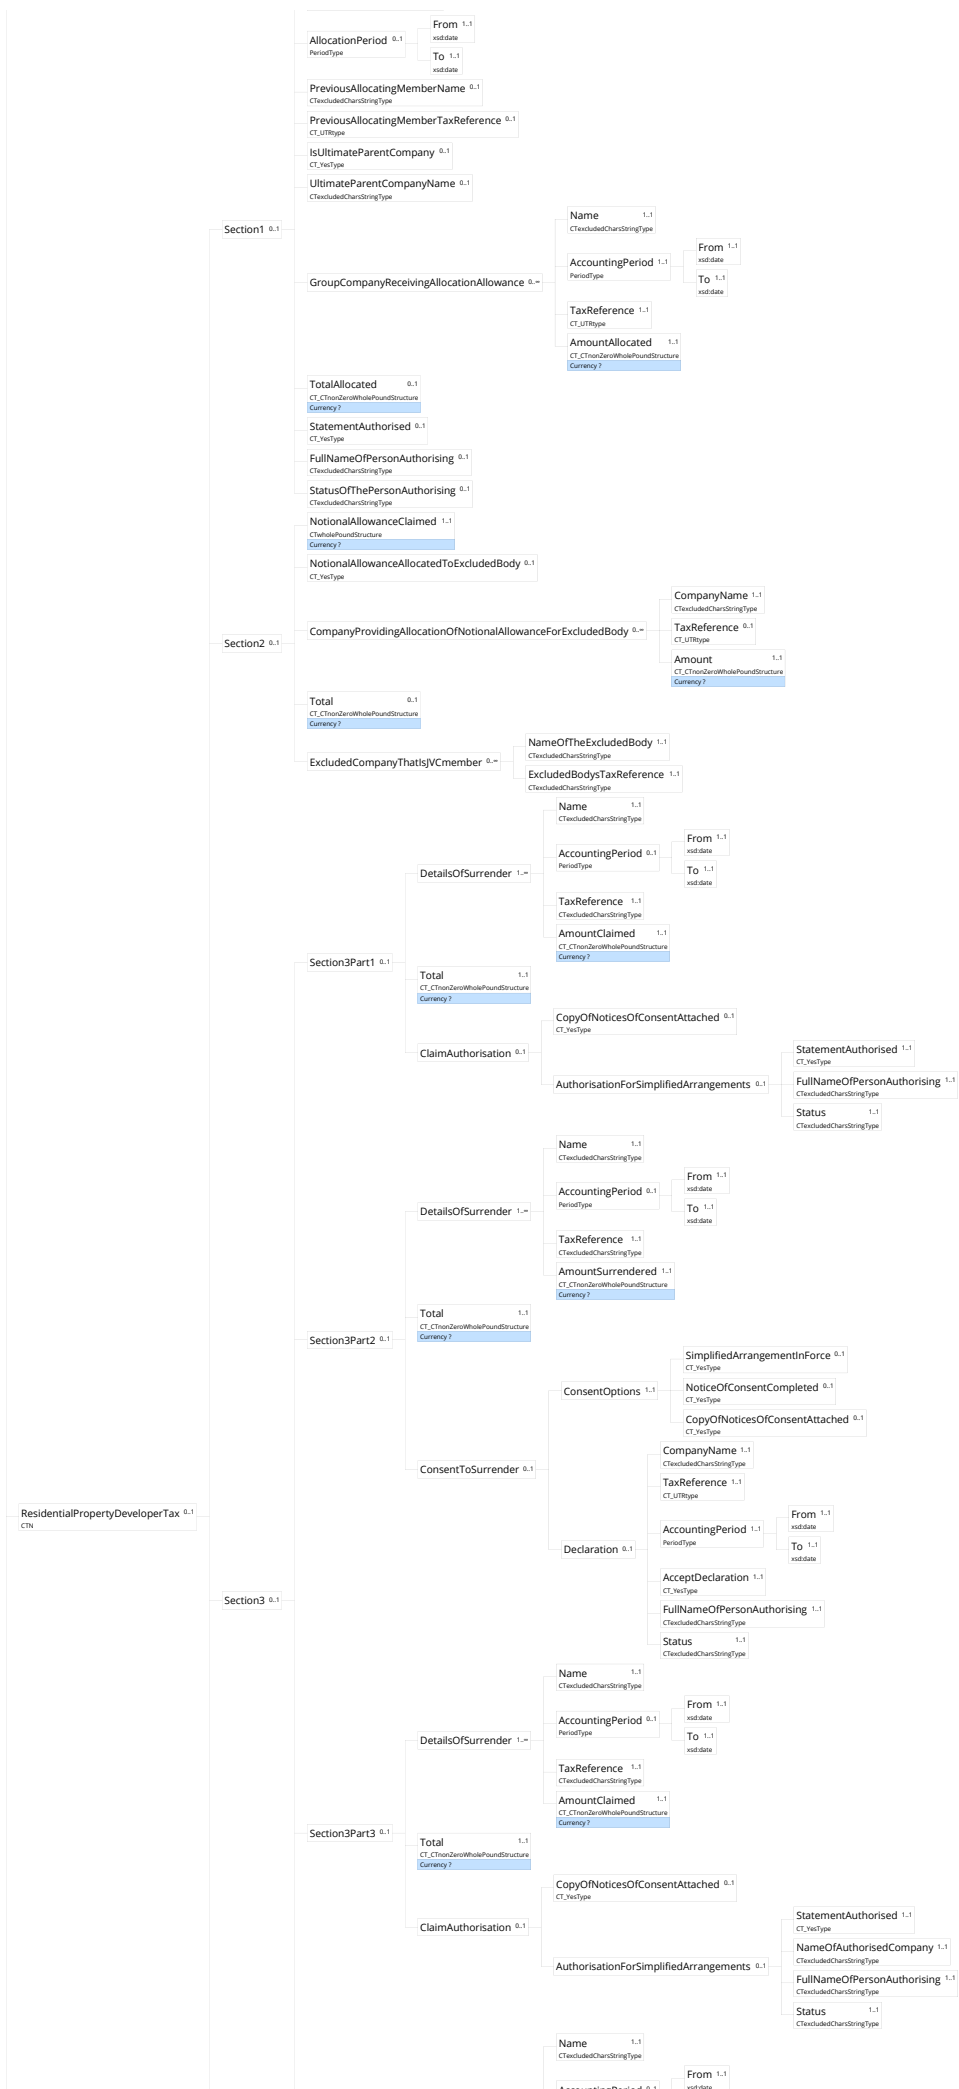 From 1..1
xsd:date
AllocationPeriod 0..1
PeriodType
To 1..1
xsd:date
PreviousAllocatingMemberName 0..1
CTexcludedCharsStringType
PreviousAllocatingMemberTaxReference 0..1
CT_UTRtype
IsUltimateParentCompany 0..1
CT_YesType
UltimateParentCompanyName 0..1
CTexcludedCharsStringType
Section1 0..1
Name 1..1
CTexcludedCharsStringType
From 1..1
xsd:date
AccountingPeriod 1..1
PeriodType
To 1..1
xsd:date
GroupCompanyReceivingAllocationAllowance 0..∞
TaxReference 1..1
CT_UTRtype
AmountAllocated 1..1
CT_CTnonZeroWholePoundStructure
Currency ?
TotalAllocated 0..1
CT_CTnonZeroWholePoundStructure
Currency ?
StatementAuthorised 0..1
CT_YesType
FullNameOfPersonAuthorising 0..1
CTexcludedCharsStringType
StatusOfThePersonAuthorising 0..1
CTexcludedCharsStringType
NotionalAllowanceClaimed 1..1
CTwholePoundStructure
Currency ?
NotionalAllowanceAllocatedToExcludedBody 0..1
CT_YesType
CompanyName 1..1
CTexcludedCharsStringType
Section2 0..1
CompanyProvidingAllocationOfNotionalAllowanceForExcludedBody 0..∞
TaxReference 0..1
CT_UTRtype
Amount 1..1
CT_CTnonZeroWholePoundStructure
Currency ?
Total 0..1
CT_CTnonZeroWholePoundStructure
Currency ?
NameOfTheExcludedBody 1..1
CTexcludedCharsStringType
ExcludedCompanyThatIsJVCmember 0..∞
ExcludedBodysTaxReference 1..1
CTexcludedCharsStringType
Name 1..1
CTexcludedCharsStringType
From 1..1
xsd:date
AccountingPeriod 0..1
PeriodType
To 1..1
xsd:date
DetailsOfSurrender 1..∞
TaxReference 1..1
CTexcludedCharsStringType
AmountClaimed 1..1
CT_CTnonZeroWholePoundStructure
Currency ?
Section3Part1 0..1
Total 1..1
CT_CTnonZeroWholePoundStructure
Currency ?
CopyOfNoticesOfConsentAttached 0..1
CT_YesType
ClaimAuthorisation 0..1
StatementAuthorised 1..1
CT_YesType
AuthorisationForSimplifiedArrangements 0..1
FullNameOfPersonAuthorising 1..1
CTexcludedCharsStringType
Status 1..1
CTexcludedCharsStringType
Name 1..1
CTexcludedCharsStringType
From 1..1
xsd:date
AccountingPeriod 0..1
PeriodType
To 1..1
xsd:date
DetailsOfSurrender 1..∞
TaxReference 1..1
CTexcludedCharsStringType
AmountSurrendered 1..1
CT_CTnonZeroWholePoundStructure
Currency ?
Total 1..1
CT_CTnonZeroWholePoundStructure
Currency ?
Section3Part2 0..1
SimplifiedArrangementInForce 0..1
CT_YesType
ConsentOptions 1..1
NoticeOfConsentCompleted 0..1
CT_YesType
CopyOfNoticesOfConsentAttached 0..1
CT_YesType
ConsentToSurrender 0..1
CompanyName 1..1
CTexcludedCharsStringType
TaxReference 1..1
CT_UTRtype
ResidentialPropertyDeveloperTax 0..1
CTN
From 1..1
xsd:date
AccountingPeriod 1..1
PeriodType
To 1..1
xsd:date
Declaration 0..1
AcceptDeclaration 1..1
CT_YesType
Section3 0..1
FullNameOfPersonAuthorising 1..1
CTexcludedCharsStringType
Status 1..1
CTexcludedCharsStringType
Name 1..1
CTexcludedCharsStringType
From 1..1
xsd:date
AccountingPeriod 0..1
PeriodType
To 1..1
xsd:date
DetailsOfSurrender 1..∞
TaxReference 1..1
CTexcludedCharsStringType
AmountClaimed 1..1
CT_CTnonZeroWholePoundStructure
Currency ?
Section3Part3 0..1
Total 1..1
CT_CTnonZeroWholePoundStructure
Currency ?
CopyOfNoticesOfConsentAttached 0..1
CT_YesType
ClaimAuthorisation 0..1
StatementAuthorised 1..1
CT_YesType
NameOfAuthorisedCompany 1..1
CTexcludedCharsStringType
AuthorisationForSimplifiedArrangements 0..1
FullNameOfPersonAuthorising 1..1
CTexcludedCharsStringType
Status 1..1
CTexcludedCharsStringType
Name 1..1
CTexcludedCharsStringType
From 1..1
xsd:date
AccountingPeriod 0..1